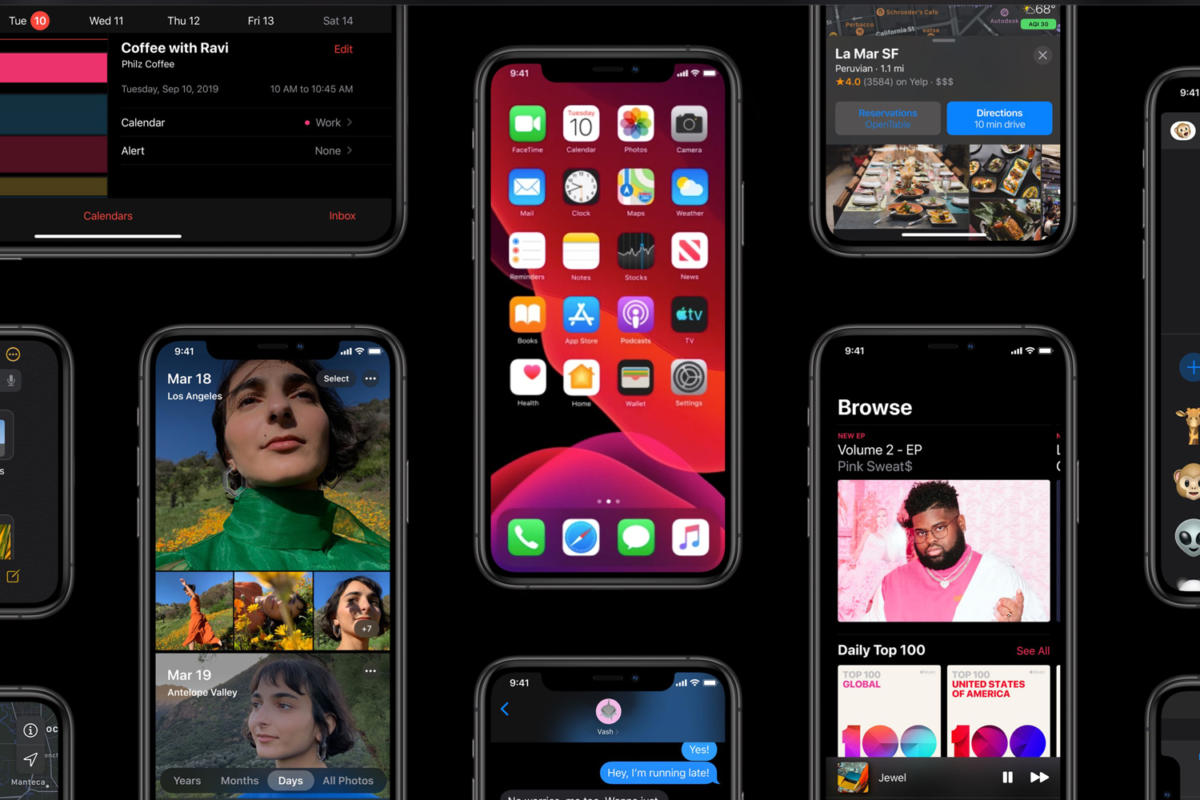 Tue 10 Wed 11 Thu 12 Fri 13 Sat 14
Coffee with Ravi Edit
Philz Coffee
Tuesday, Sep 10, 2019 10 AM to 10:45 AM
Calendar Work
Alert None
Calendars Inbox
9:41
Tuesday
10
FaceTime Calendar Photos Camera
Mail Clock Maps Weather
Reminders Notes Stocks News
tv
Books App Store Podcasts TV
Health Home Wallet Settings
Schroeder's Cafe
Perbacco
California St
Autodesk
68°
AQI 30
La Mar SF
Peruvian · 1.1 mi
★4.0 (3584) on Yelp · $$$
Reservations
OpenTable
Directions
10 min drive
9:41
9:41
Mar 18 Select
Los Angeles
+7
Mar 19
Antelope Valley
Years Months Days All Photos
9:41
Browse
NEW EP
Volume 2 - EP
Pink Sweat$
Daily Top 100 See All
TOP 100
GLOBAL
100
TOP 100
UNITED STATES
OF AMERICA
100
Jewel
9:41
Vash
Yes!
Hey, I'm running late!
No worries, me too. Wanna just
Manteca